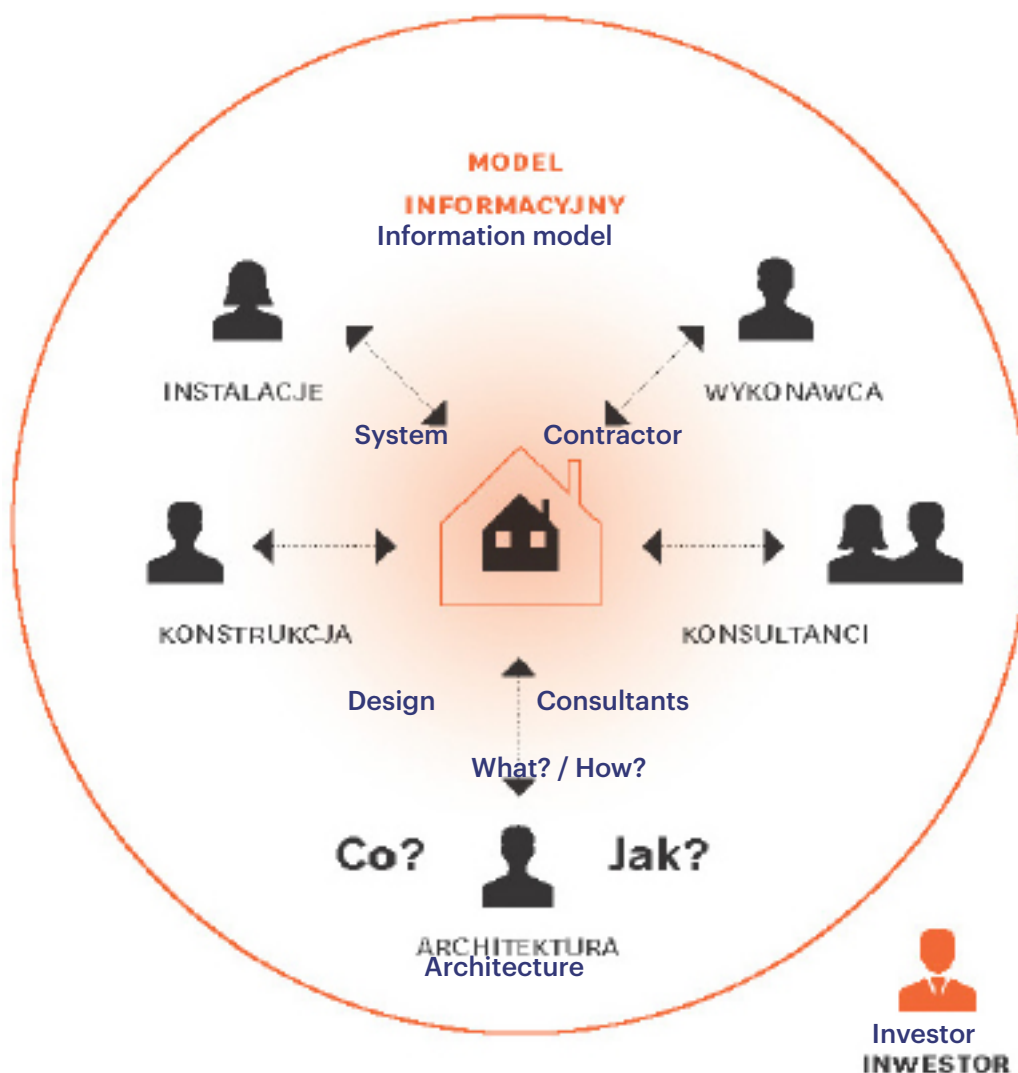 MODEL
INFORMACYJNY
Information model
INSTALACJE
WYKONAWCA
System
Contractor
KONSTRUKCJA
KONSULTANCI
Design
Consultants
What? / How?
Co?
Jak?
ARCHITEKTURA
Architecture
Investor
INWESTOR